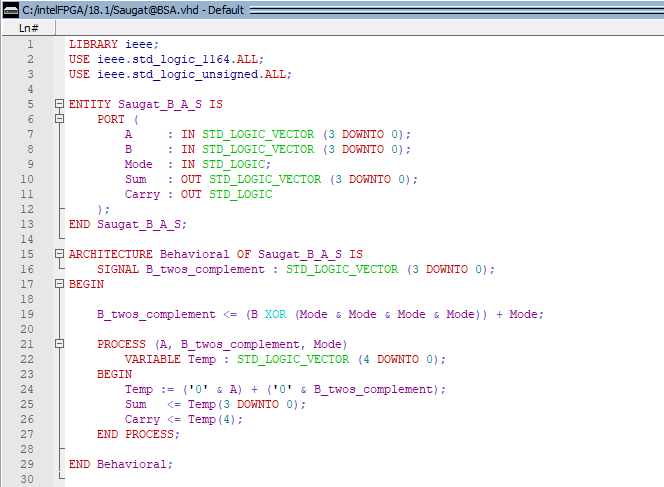 C:/intelFPGA/18.1/Saugat@BSA.vhd - Default
Ln#
1 LIBRARY ieee;
2 USE ieee.std_logic_1164.ALL;
3 USE ieee.std_logic_unsigned.ALL;
4
5 ENTITY Saugat_B_A_S IS
6     PORT (
7         A     : IN STD_LOGIC_VECTOR (3 DOWNTO 0);
8         B     : IN STD_LOGIC_VECTOR (3 DOWNTO 0);
9         Mode  : IN STD_LOGIC;
10         Sum   : OUT STD_LOGIC_VECTOR (3 DOWNTO 0);
11         Carry : OUT STD_LOGIC
12     );
13 END Saugat_B_A_S;
14
15 ARCHITECTURE Behavioral OF Saugat_B_A_S IS
16     SIGNAL B_twos_complement : STD_LOGIC_VECTOR (3 DOWNTO 0);
17 BEGIN
18
19     B_twos_complement <= (B XOR (Mode & Mode & Mode & Mode)) + Mode;
20
21     PROCESS (A, B_twos_complement, Mode)
22         VARIABLE Temp : STD_LOGIC_VECTOR (4 DOWNTO 0);
23     BEGIN
24         Temp := ('0' & A) + ('0' & B_twos_complement);
25         Sum   <= Temp(3 DOWNTO 0);
26         Carry <= Temp(4);
27     END PROCESS;
28
29 END Behavioral;
30